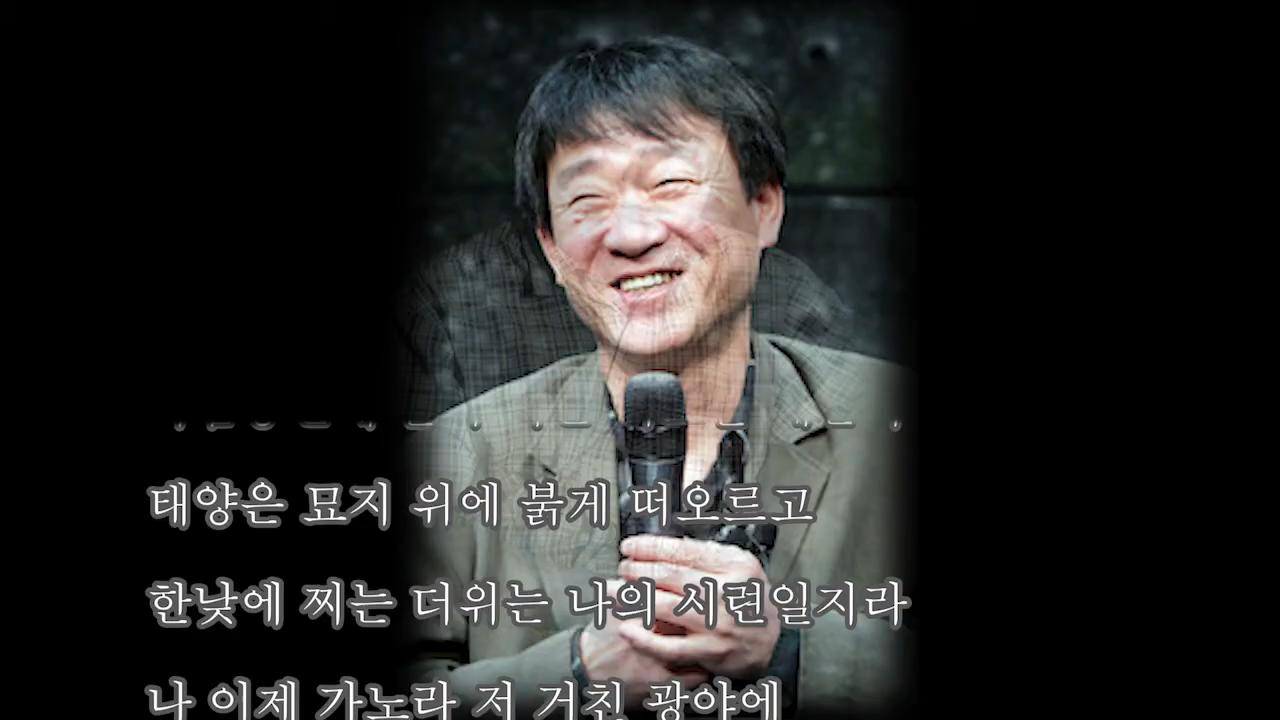 태양은 묘지 위에 붉게 떠오르고
한낮에 찌는 더위는 나의 시련일지라
나 이제 가노라 저 거친 광야에